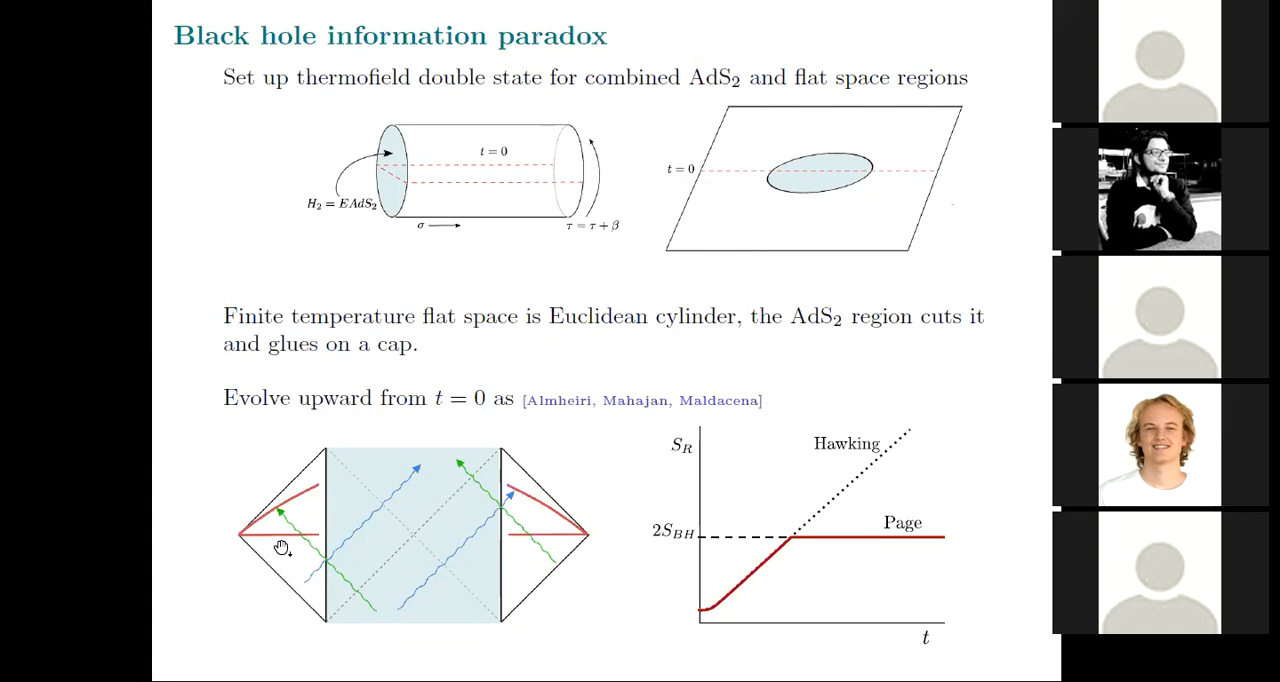 Black hole information paradox
Set up thermofield double state for combined AdS₂ and flat space regions
t = 0
H₂ = EAdS₂
σ
τ = τ + β
t = 0
Finite temperature flat space is Euclidean cylinder, the AdS₂ region cuts it
and glues on a cap.
Evolve upward from t = 0 as [Almheiri, Mahajan, Maldacena]
S_R
Hawking
2S_BH
Page
t